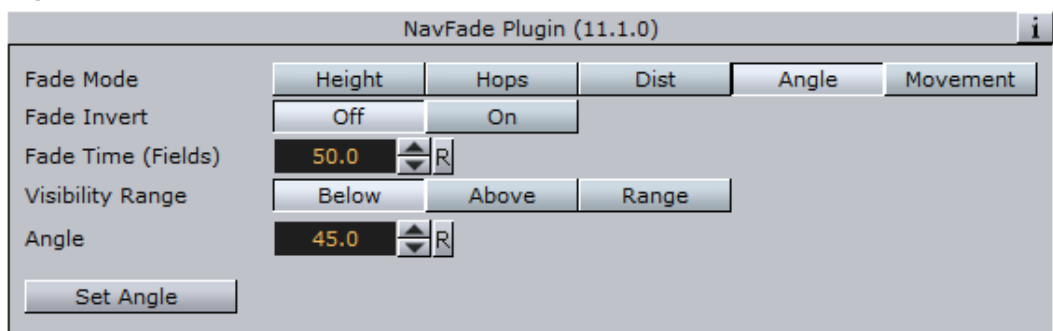 NavFade Plugin (11.1.0) i
Fade Mode Height Hops Dist Angle Movement
Fade Invert Off On
Fade Time (Fields) 50.0 R
Visibility Range Below Above Range
Angle 45.0 R
Set Angle